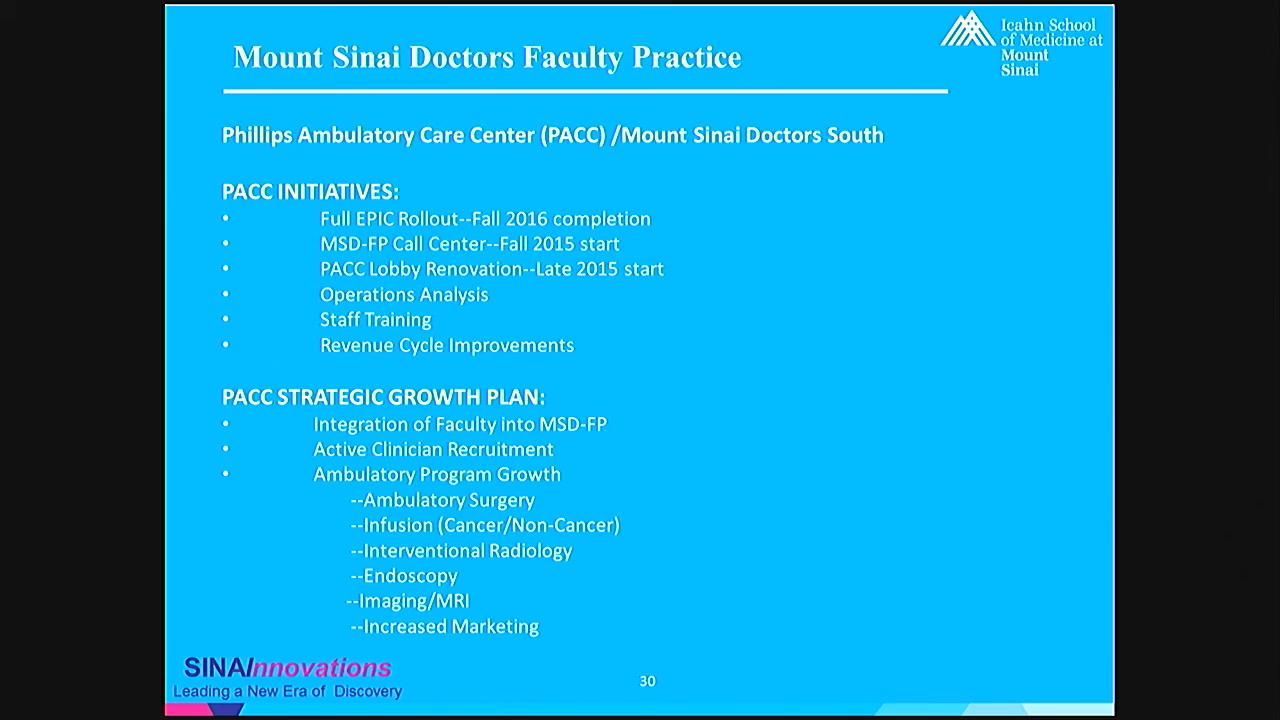 Mount Sinai Doctors Faculty Practice
Icahn School
of Medicine at
Mount
Sinai
Phillips Ambulatory Care Center (PACC) /Mount Sinai Doctors South
PACC INITIATIVES:
• Full EPIC Rollout--Fall 2016 completion
• MSD-FP Call Center--Fall 2015 start
• PACC Lobby Renovation--Late 2015 start
• Operations Analysis
• Staff Training
• Revenue Cycle Improvements
PACC STRATEGIC GROWTH PLAN:
• Integration of Faculty into MSD-FP
• Active Clinician Recruitment
• Ambulatory Program Growth
--Ambulatory Surgery
--Infusion (Cancer/Non-Cancer)
--Interventional Radiology
--Endoscopy
--Imaging/MRI
--Increased Marketing
SINAInnovations
Leading a New Era of Discovery
30